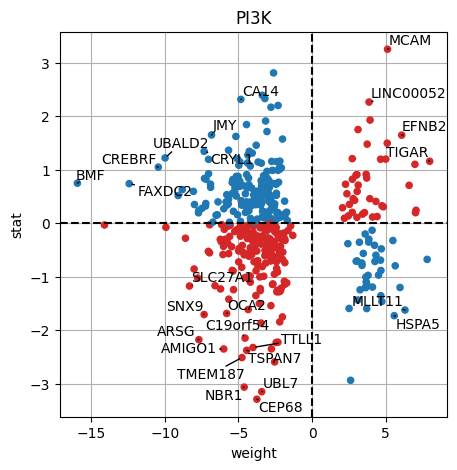 PI3K
MCAM
CA14
LINC00052
JMY
EFNB2
UBALD2
TIGAR
CREBRF
CRYL1
BMF
FAXDC2
SLC27A1
MLLT11
SNX9
OCA2
HSPA5
C19orf54
ARSG
TTLL1
AMIGO1
TSPAN7
TMEM187
UBL7
NBR1
CEP68
3
2
1
0
−1
−2
−3
stat
−15
−10
−5
0
5
weight